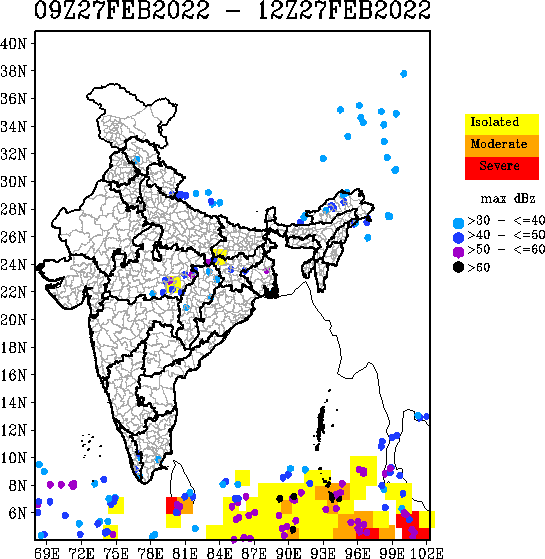 09Z27FEB2022 - 12Z27FEB2022
40N
38N
36N
34N
32N
30N
28N
26N
24N
22N
20N
18N
16N
14N
12N
10N
8N
6N
69E 72E 75E 78E 81E 84E 87E 90E 93E 96E 99E 102E
Isolated
Moderate
Severe
max dBz
>30 - <=40
>40 - <=50
>50 - <=60
>60